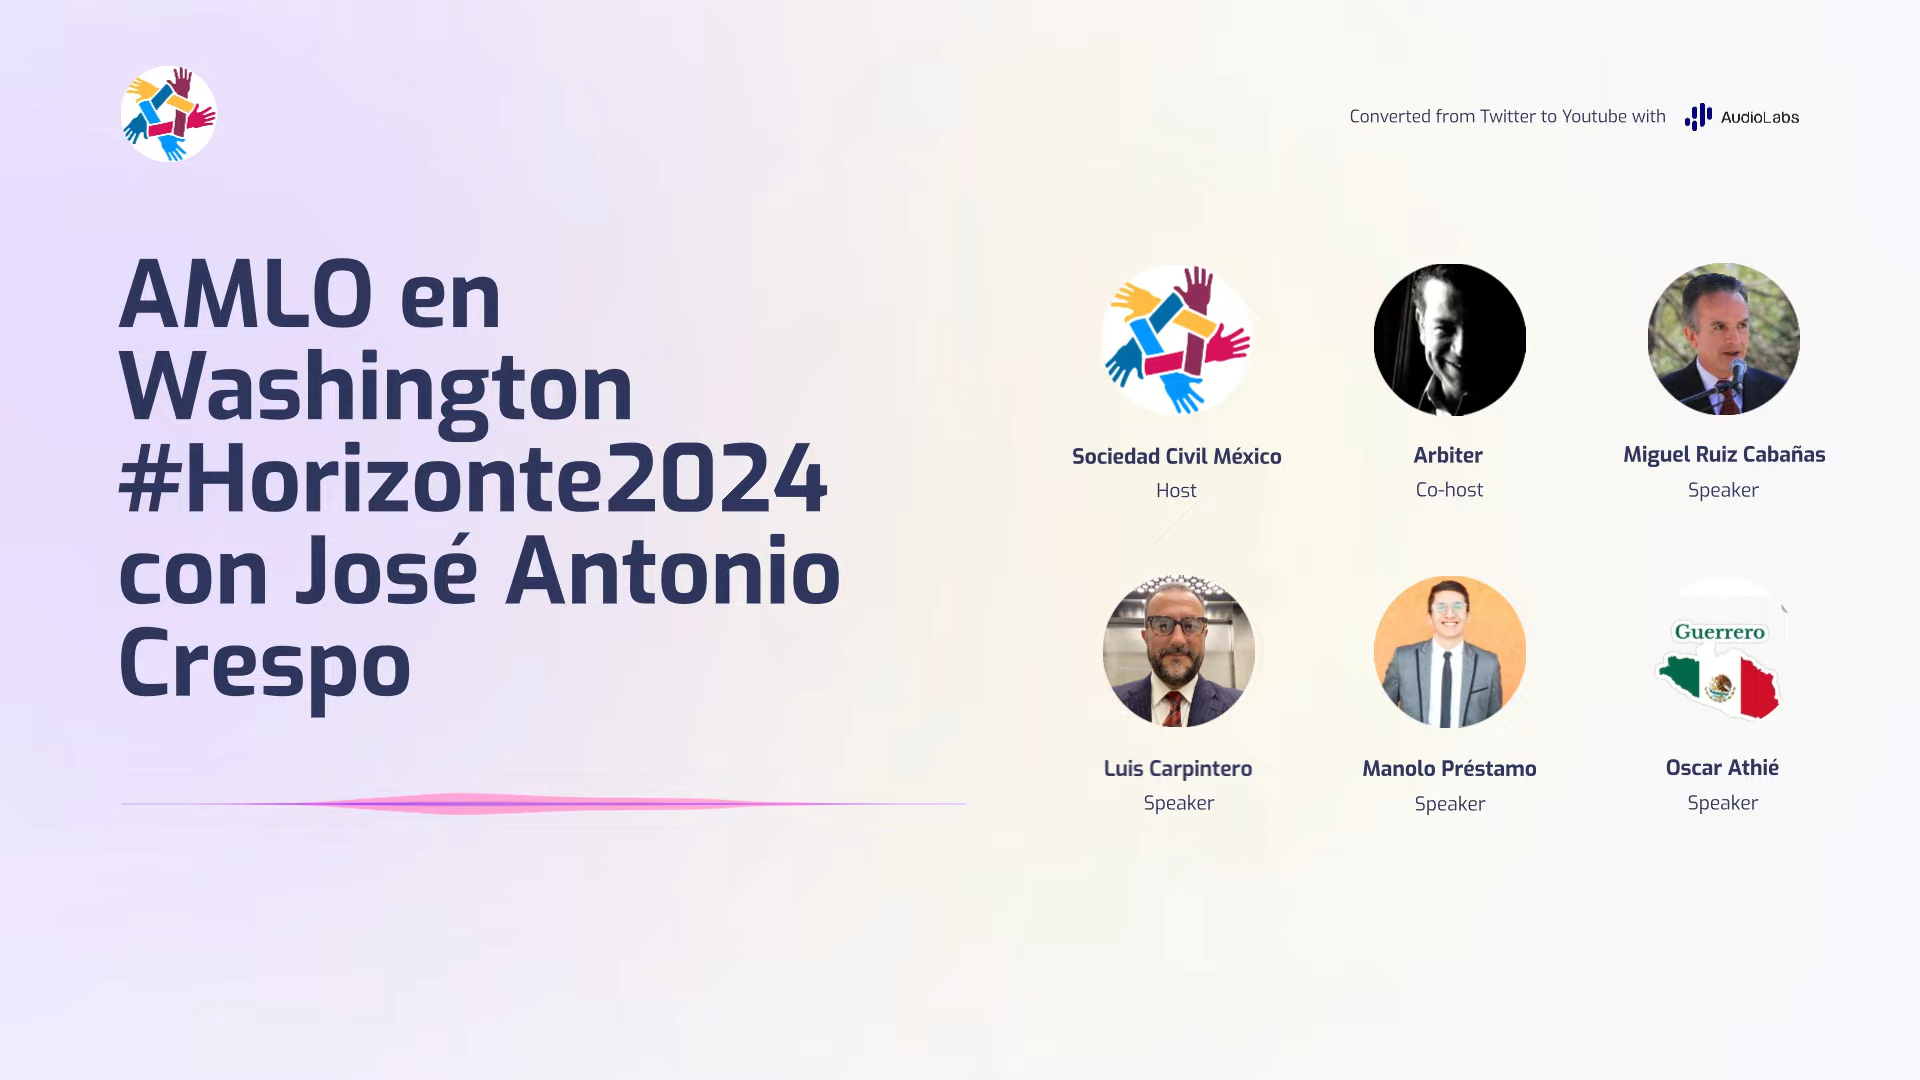 Converted from Twitter to Youtube with
AudioLabs
AMLO en
Washington
#Horizonte2024
con José Antonio
Crespo
Sociedad Civil México
Host
Arbiter
Co-host
Miguel Ruiz Cabañas
Speaker
Luis Carpintero
Speaker
Manolo Préstamo
Speaker
Guerrero
Oscar Athié
Speaker